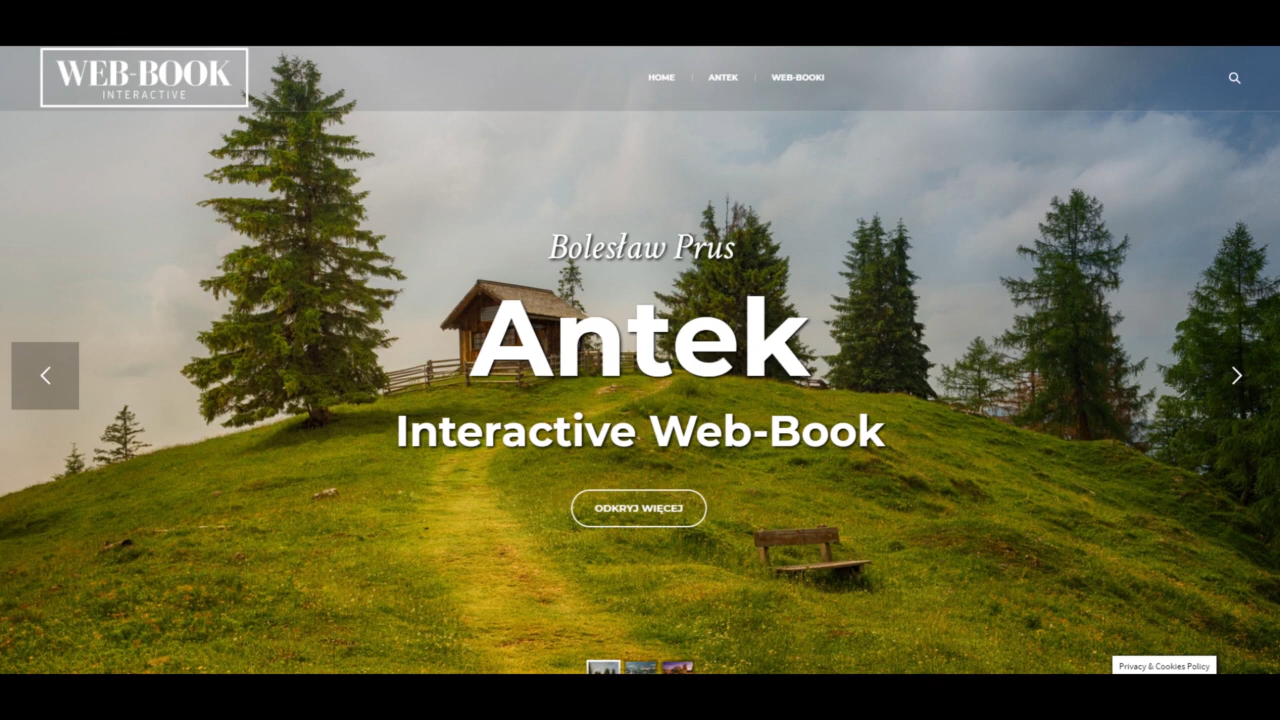 WEB-BOOK
INTERACTIVE
HOME
ANTEK
WEB-BOOKI
Bolesław Prus
Antek
Interactive Web-Book
ODKRYJ WIĘCEJ
Privacy & Cookies Policy